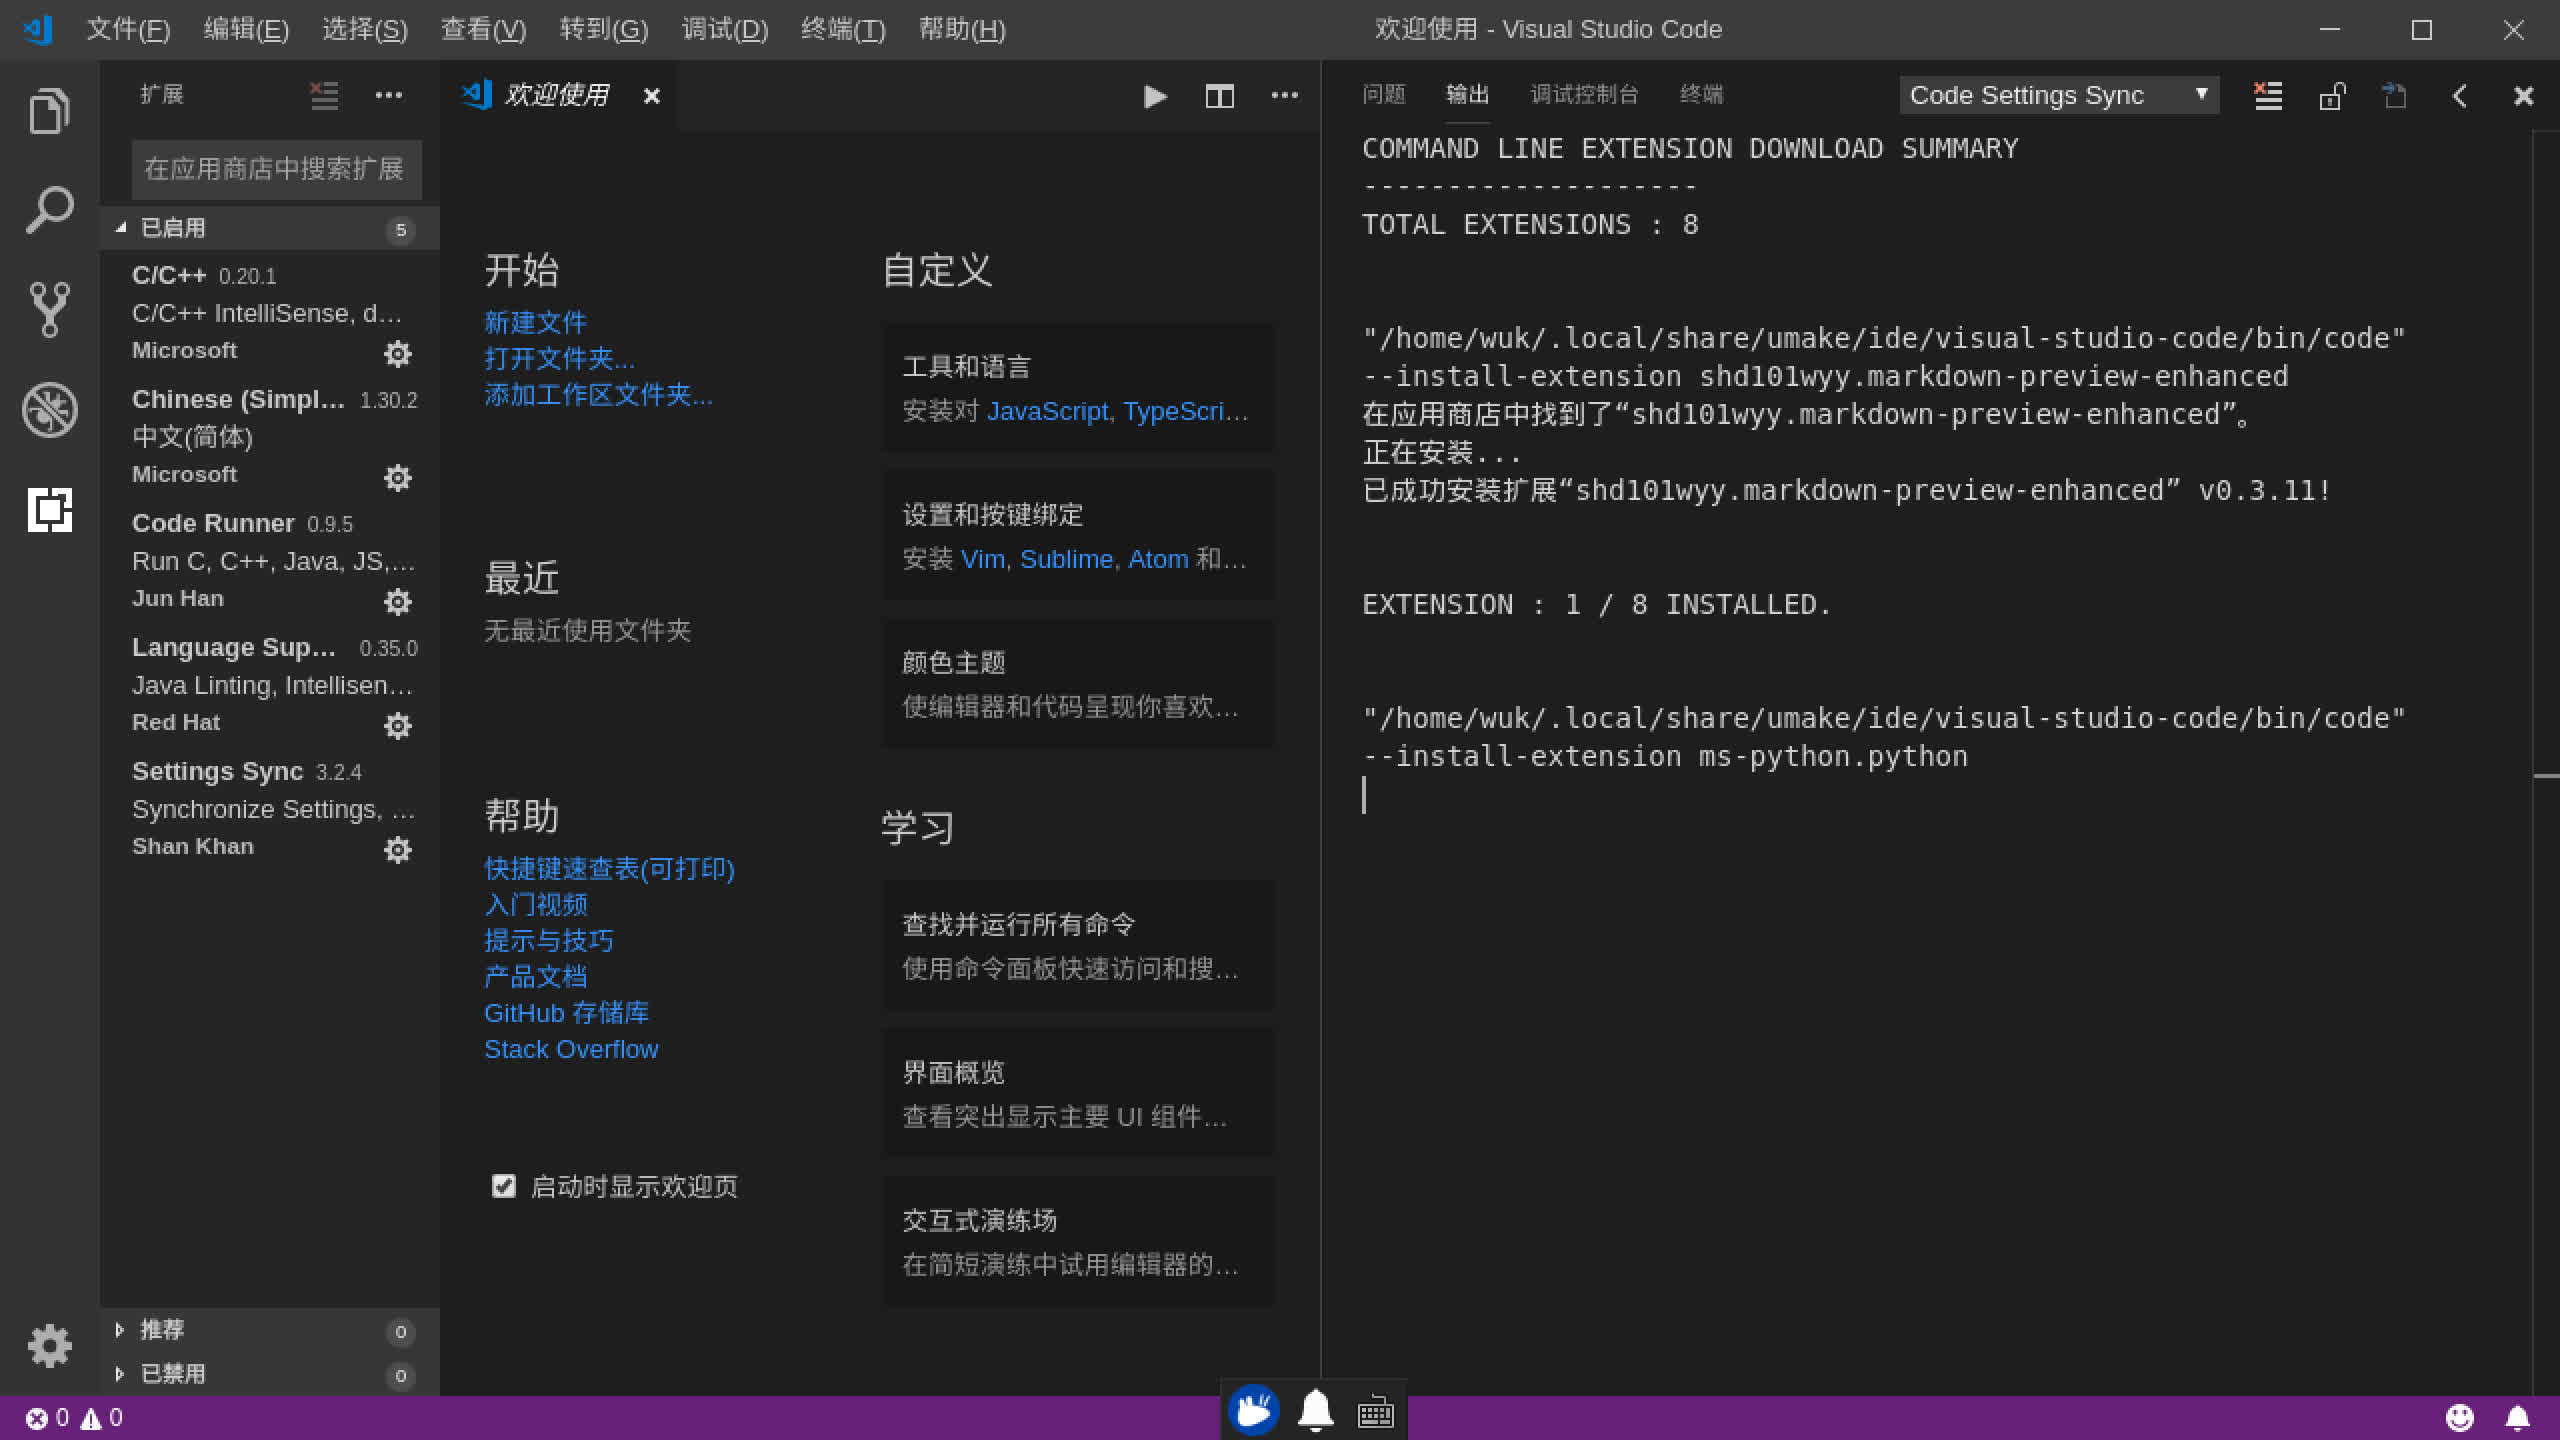 文件(F) 编辑(E) 选择(S) 查看(V) 转到(G) 调试(D) 终端(T) 帮助(H)
欢迎使用 - Visual Studio Code
扩展
在应用商店中搜索扩展
已启用 5
C/C++ 0.20.1
C/C++ IntelliSense, d...
Microsoft
Chinese (Simpl... 1.30.2
中文(简体)
Microsoft
Code Runner 0.9.5
Run C, C++, Java, JS,...
Jun Han
Language Sup... 0.35.0
Java Linting, Intellisen...
Red Hat
Settings Sync 3.2.4
Synchronize Settings, ...
Shan Khan
推荐 0
已禁用 0
欢迎使用
开始
新建文件
打开文件夹...
添加工作区文件夹...
最近
无最近使用文件夹
帮助
快捷键速查表(可打印)
入门视频
提示与技巧
产品文档
GitHub 存储库
Stack Overflow
启动时显示欢迎页
自定义
工具和语言
安装对 JavaScript, TypeScri...
设置和按键绑定
安装 Vim, Sublime, Atom 和...
颜色主题
使编辑器和代码呈现你喜欢...
学习
查找并运行所有命令
使用命令面板快速访问和搜...
界面概览
查看突出显示主要 UI 组件...
交互式演练场
在简短演练中试用编辑器的...
问题 输出 调试控制台 终端
Code Settings Sync
COMMAND LINE EXTENSION DOWNLOAD SUMMARY
--------------------
TOTAL EXTENSIONS : 8
"/home/wuk/.local/share/umake/ide/visual-studio-code/bin/code"
--install-extension shd101wyy.markdown-preview-enhanced
在应用商店中找到了“shd101wyy.markdown-preview-enhanced”。
正在安装...
已成功安装扩展“shd101wyy.markdown-preview-enhanced” v0.3.11!
EXTENSION : 1 / 8 INSTALLED.
"/home/wuk/.local/share/umake/ide/visual-studio-code/bin/code"
--install-extension ms-python.python
0 0